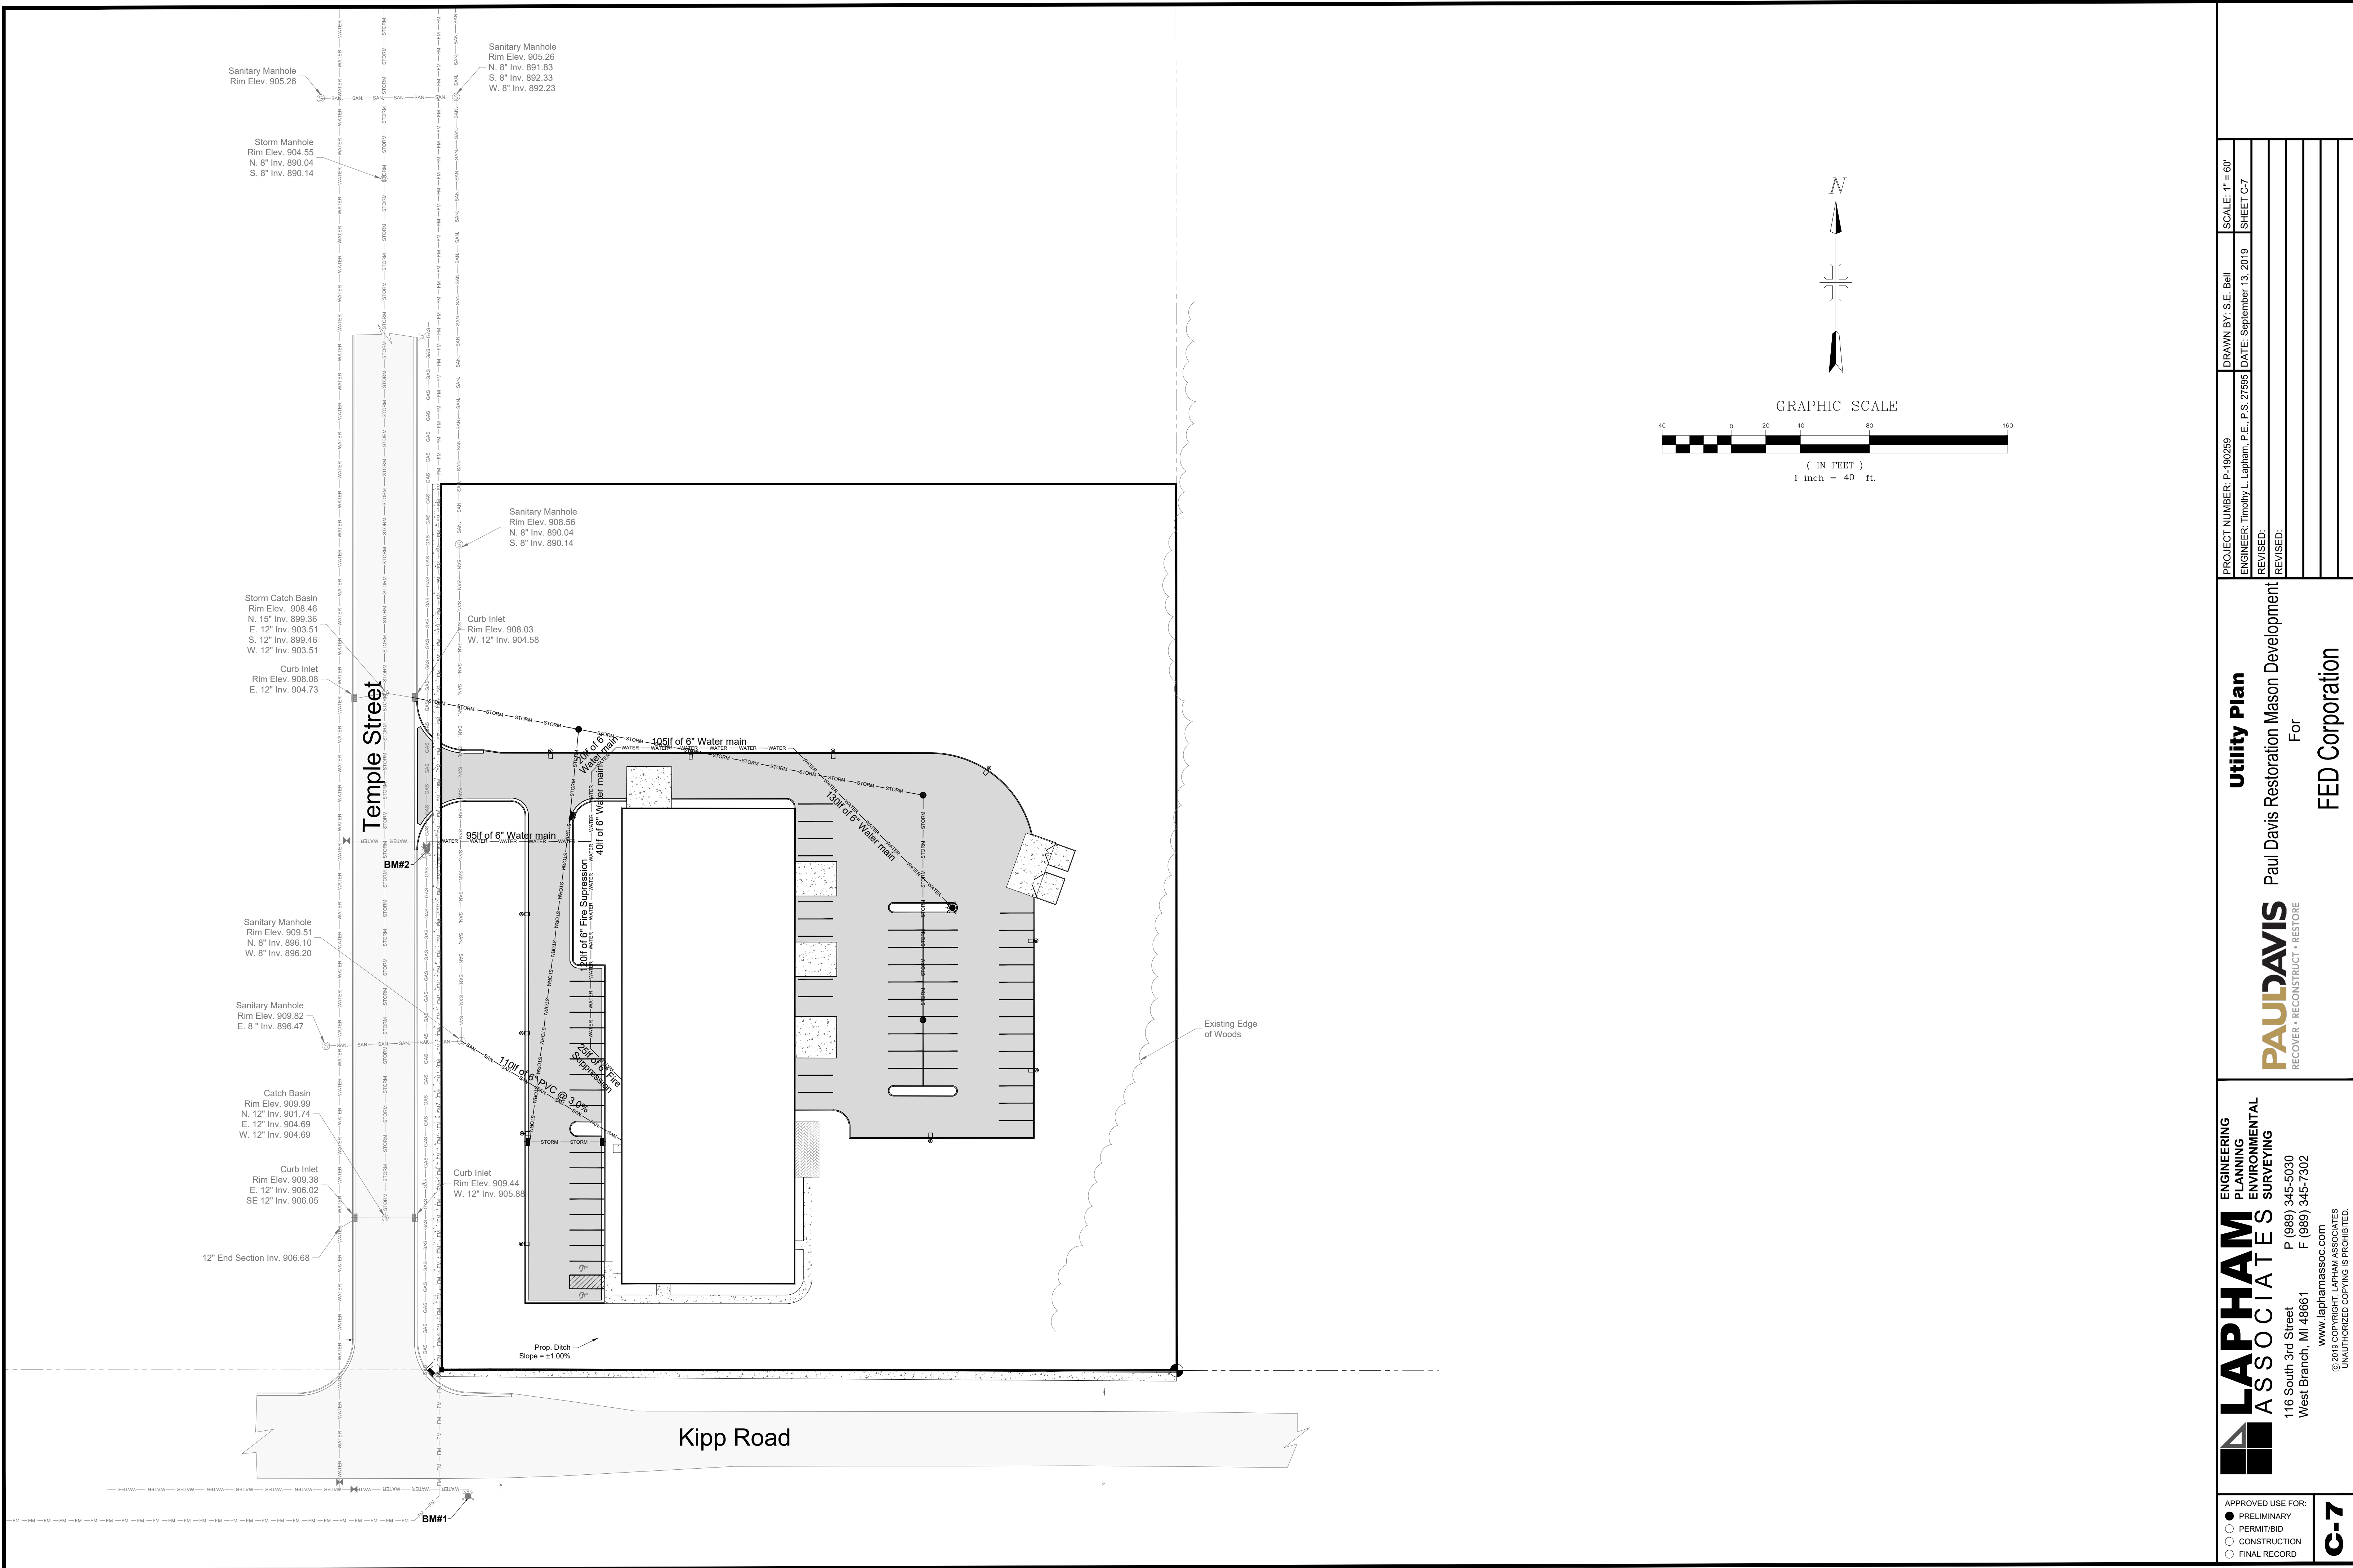 Sanitary Manhole
Rim Elev. 905.26
Sanitary Manhole
Rim Elev. 905.26
N. 8" Inv. 891.83
S. 8" Inv. 892.33
W. 8" Inv. 892.23
Storm Manhole
Rim Elev. 904.55
N. 8" Inv. 890.04
S. 8" Inv. 890.14
N
GRAPHIC SCALE
40 0 20 40 80 160
( IN FEET )
1 inch = 40 ft.
Sanitary Manhole
Rim Elev. 908.56
N. 8" Inv. 890.04
S. 8" Inv. 890.14
Storm Catch Basin
Rim Elev. 908.46
N. 15" Inv. 899.36
E. 12" Inv. 903.51
S. 12" Inv. 899.46
W. 12" Inv. 903.51
Curb Inlet
Rim Elev. 908.03
W. 12" Inv. 904.58
Curb Inlet
Rim Elev. 908.08
E. 12" Inv. 904.73
Temple Street
20lf of 6"
Water main
105lf of 6" Water main
40lf of 6" Water main
130lf of 6" Water main
95lf of 6" Water main
BM#2
120lf of 6" Fire Supression
Sanitary Manhole
Rim Elev. 909.51
N. 8" Inv. 896.10
W. 8" Inv. 896.20
Sanitary Manhole
Rim Elev. 909.82
E. 8 " Inv. 896.47
25lf of 6" Fire
Suppression
110lf of 6" PVC @ 3.0%
Existing Edge
of Woods
Catch Basin
Rim Elev. 909.99
N. 12" Inv. 901.74
E. 12" Inv. 904.69
W. 12" Inv. 904.69
Curb Inlet
Rim Elev. 909.38
E. 12" Inv. 906.02
SE 12" Inv. 906.05
Curb Inlet
Rim Elev. 909.44
W. 12" Inv. 905.88
12" End Section Inv. 906.68
Prop. Ditch
Slope = ±1.00%
Kipp Road
BM#1
PROJECT NUMBER: P-190259
DRAWN BY: S.E. Bell
SCALE: 1" = 60'
ENGINEER: Timothy L. Lapham, P.E., P.S. 27595
DATE: September 13, 2019
SHEET C-7
REVISED:
REVISED:
Utility Plan
Paul Davis Restoration Mason Development
For
FED Corporation
PAUL DAVIS
RECOVER • RECONSTRUCT • RESTORE
LAPHAM
ASSOCIATES
ENGINEERING
PLANNING
ENVIRONMENTAL
SURVEYING
116 South 3rd Street
West Branch, MI 48661
P (989) 345-5030
F (989) 345-7302
www.laphamassoc.com
© 2019 COPYRIGHT, LAPHAM ASSOCIATES
UNAUTHORIZED COPYING IS PROHIBITED.
APPROVED USE FOR:
PRELIMINARY
PERMIT/BID
CONSTRUCTION
FINAL RECORD
C-7